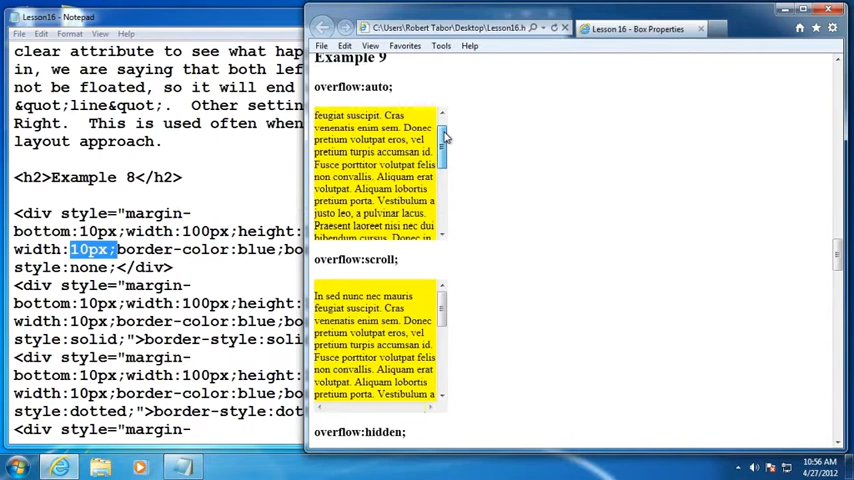 Lesson16 - Notepad
File Edit Format View Help
clear attribute to see what hap
in, we are saying that both lef
not be floated, so it will end
&quot;line&quot;.  Other setting
Right.  This is used often when
layout approach.
<h2>Example 8</h2>
<div style="margin-
bottom:10px;width:100px;height:
width:10px;border-color:blue;bo
style:none;</div>
<div style="margin-
bottom:10px;width:100px;height:
width:10px;border-color:blue;bo
style:solid;">border-style:soli
<div style="margin-
bottom:10px;width:100px;height:
width:10px;border-color:blue;bo
style:dotted;">border-style:dot
<div style="margin-
C:\Users\Robert Tabor\Desktop\Lesson16.h
Lesson 16 - Box Properties
File Edit View Favorites Tools Help
Example 9
overflow:auto;
feugiat suscipit. Cras
venenatis enim sem. Donec
pretium volutpat eros, vel
pretium turpis accumsan id.
Fusce porttitor volutpat felis
non convallis. Aliquam erat
volutpat. Aliquam lobortis
pretium porta. Vestibulum a
justo leo, a pulvinar lacus.
Praesent laoreet nisi nec dui
bibendum cursus. Donec in
overflow:scroll;
In sed nunc nec mauris
feugiat suscipit. Cras
venenatis enim sem. Donec
pretium volutpat eros, vel
pretium turpis accumsan id.
Fusce porttitor volutpat felis
non convallis. Aliquam erat
volutpat. Aliquam lobortis
pretium porta. Vestibulum a
overflow:hidden;
10:56 AM
4/27/2012